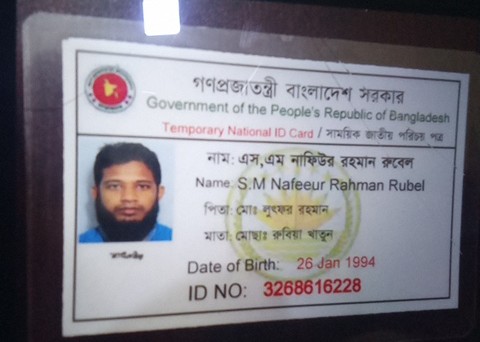 গণপ্রজাতন্ত্রী বাংলাদেশ সরকার
Government of the People's Republic of Bangladesh
Temporary National ID Card / সাময়িক জাতীয় পরিচয় পত্র
নাম: এস,এম নাফিউর রহমান রুবেল
Name: S.M Nafeeur Rahman Rubel
পিতা: মোঃ লুৎফর রহমান
মাতা: মোছাঃ রুবিয়া খাতুন
Date of Birth: 26 Jan 1994
ID NO: 3268616228